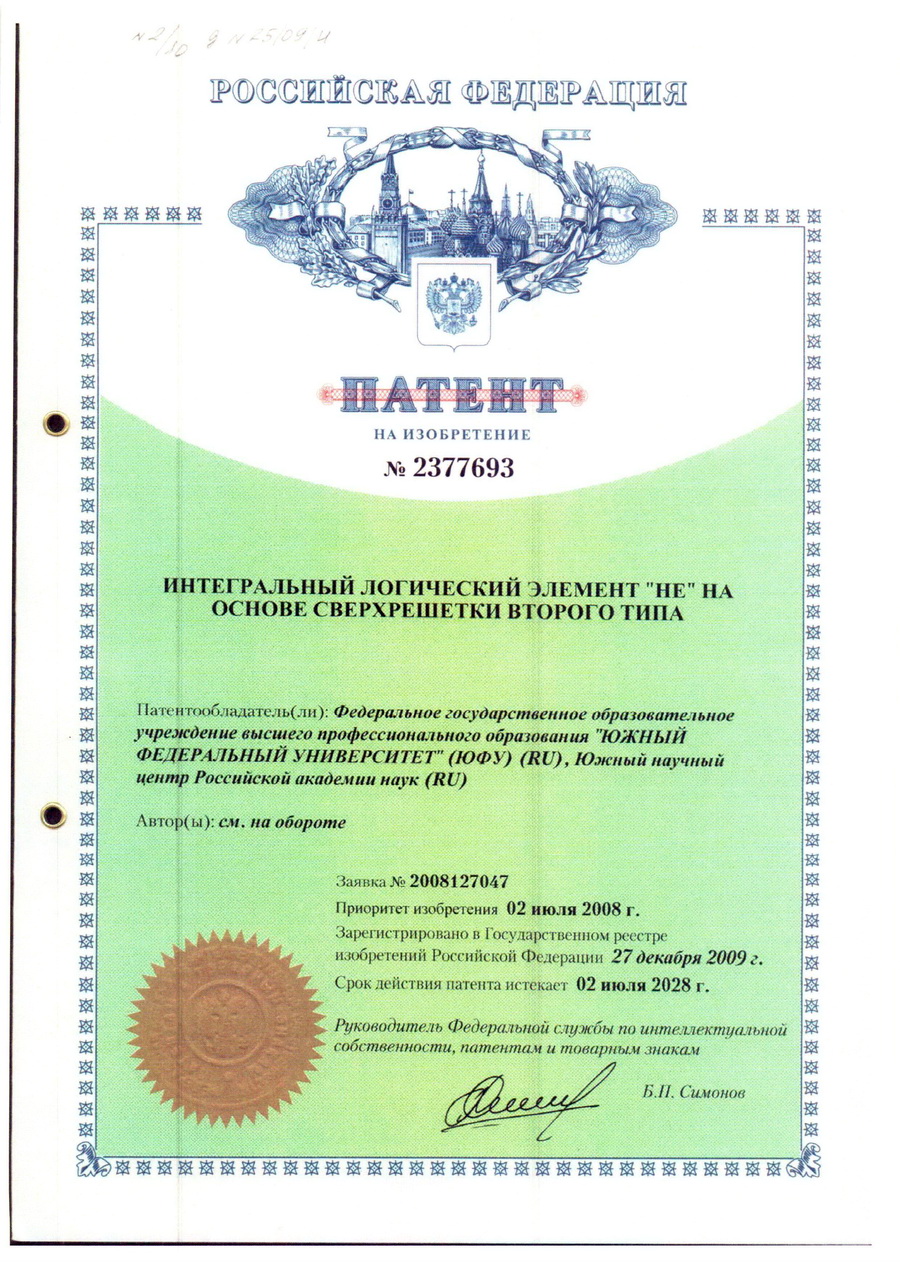 РОССИЙСКАЯ ФЕДЕРАЦИЯ
ПАТЕНТ
НА ИЗОБРЕТЕНИЕ
№ 2377693
ИНТЕГРАЛЬНЫЙ ЛОГИЧЕСКИЙ ЭЛЕМЕНТ "НЕ" НА
ОСНОВЕ СВЕРХРЕШЕТКИ ВТОРОГО ТИПА
Патентообладатель(ли): Федеральное государственное образовательное
учреждение высшего профессионального образования "ЮЖНЫЙ
ФЕДЕРАЛЬНЫЙ УНИВЕРСИТЕТ" (ЮФУ) (RU), Южный научный
центр Российской академии наук (RU)
Автор(ы): см. на обороте
Заявка № 2008127047
Приоритет изобретения 02 июля 2008 г.
Зарегистрировано в Государственном реестре
изобретений Российской Федерации 27 декабря 2009 г.
Срок действия патента истекает 02 июля 2028 г.
Руководитель Федеральной службы по интеллектуальной
собственности, патентам и товарным знакам
Б.П. Симонов